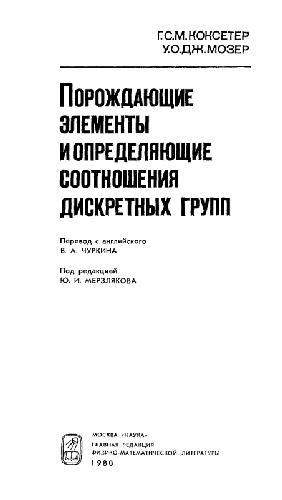 Г.С.М. КОКСЕТЕР
У.О.ДЖ. МОЗЕР
ПОРОЖДАЮЩИЕ
ЭЛЕМЕНТЫ
И ОПРЕДЕЛЯЮЩИЕ
СООТНОШЕНИЯ
ДИСКРЕТНЫХ ГРУПП
Перевод с английского
В. А. ЧУРКИНА
Под редакцией
Ю. И. МЕРЗЛЯКОВА
МОСКВА «НАУКА»
ГЛАВНАЯ РЕДАКЦИЯ
ФИЗИКО-МАТЕМАТИЧЕСКОЙ ЛИТЕРАТУРЫ
1980